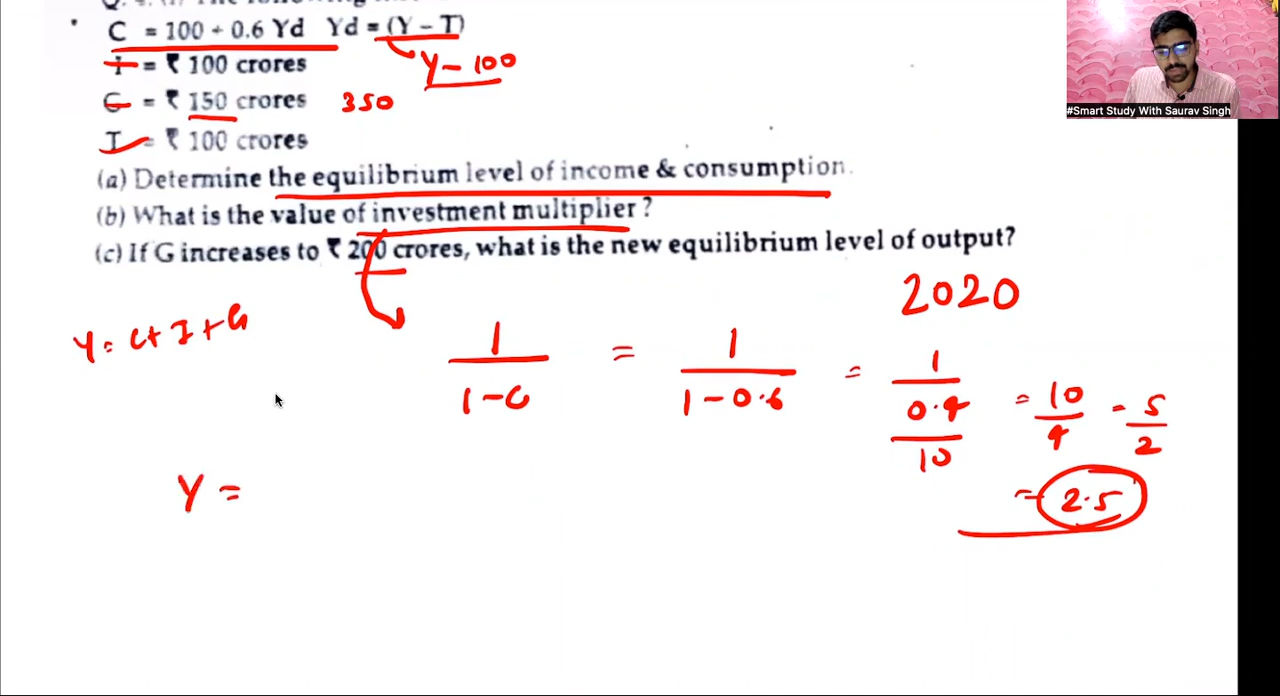 C = 100 + 0.6 Yd Yd = (Y - T)
Y - 100
= ₹ 100 crores
G = ₹ 150 crores 350
= ₹ 100 crores
(a) Determine the equilibrium level of income & consumption.
(b) What is the value of investment multiplier ?
(c) If G increases to ₹ 200 crores, what is the new equilibrium level of output?
2020
Y = C + I + G
1/1-C = 1/1-0.6 = 1/0.4/10 = 10/4 = 5/2
= 2.5
Y =
#Smart Study With Saurav Singh